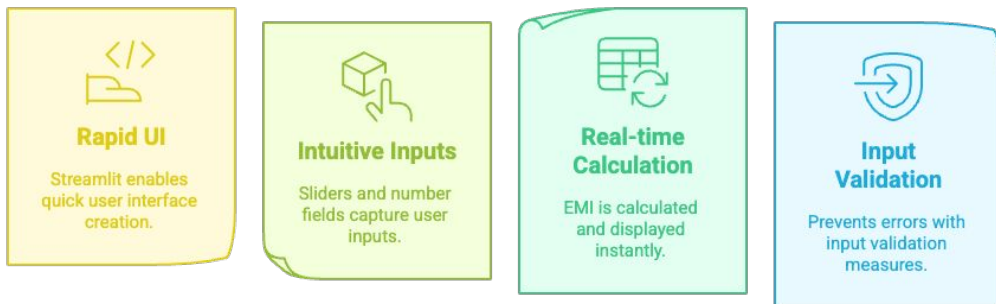 Rapid UI
Streamlit enables
quick user interface
creation.
Intuitive Inputs
Sliders and number
fields capture user
inputs.
Real-time
Calculation
EMI is calculated
and displayed
instantly.
Input
Validation
Prevents errors with
input validation
measures.